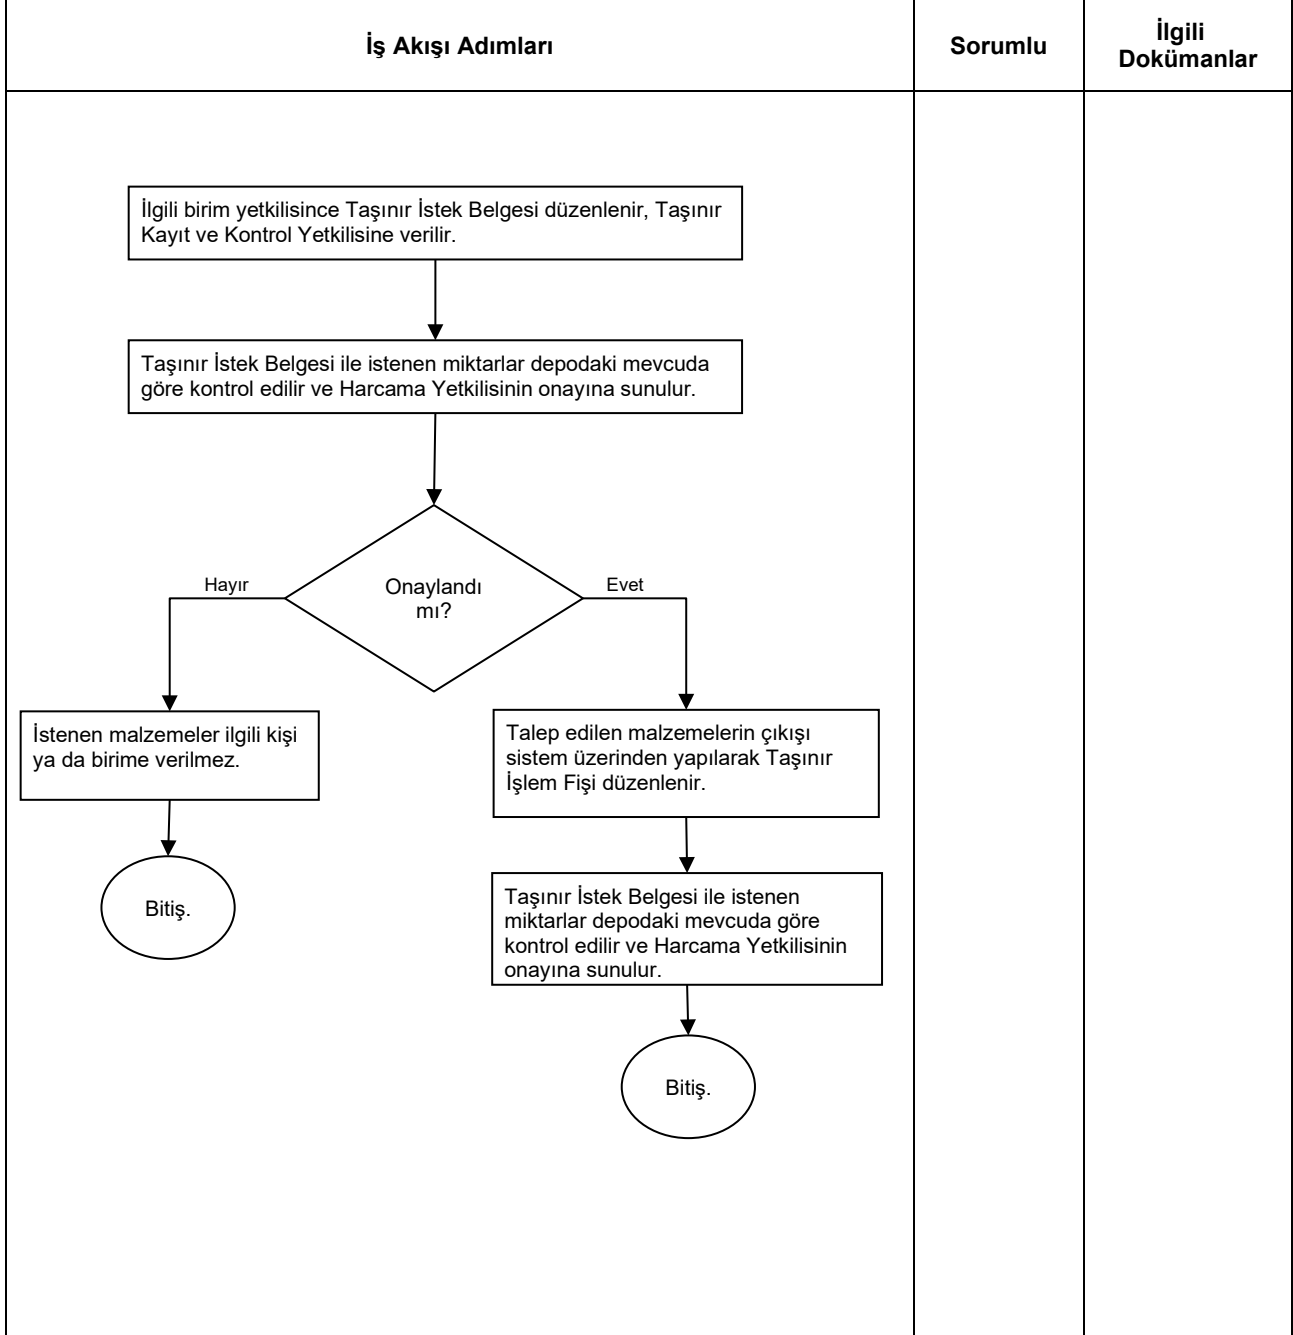 İş Akışı Adımları
Sorumlu
İlgili
Dokümanlar
İlgili birim yetkilisince Taşınır İstek Belgesi düzenlenir, Taşınır
Kayıt ve Kontrol Yetkilisine verilir.
Taşınır İstek Belgesi ile istenen miktarlar depodaki mevcuda
göre kontrol edilir ve Harcama Yetkilisinin onayına sunulur.
Onaylandı
mı?
Hayır
Evet
İstenen malzemeler ilgili kişi
ya da birime verilmez.
Bitiş.
Talep edilen malzemelerin çıkışı
sistem üzerinden yapılarak Taşınır
İşlem Fişi düzenlenir.
Taşınır İstek Belgesi ile istenen
miktarlar depodaki mevcuda göre
kontrol edilir ve Harcama Yetkilisinin
onayına sunulur.
Bitiş.